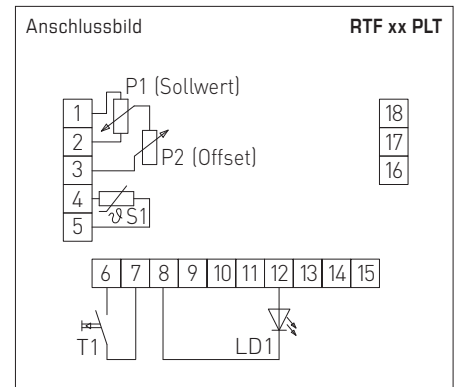 Anschlussbild RTF xx PLT
P1 (Sollwert)
1
18
2
17
P2 (Offset)
3
16
4
ϑ S1
5
6 7 8 9 10 11 12 13 14 15
T1 LD1